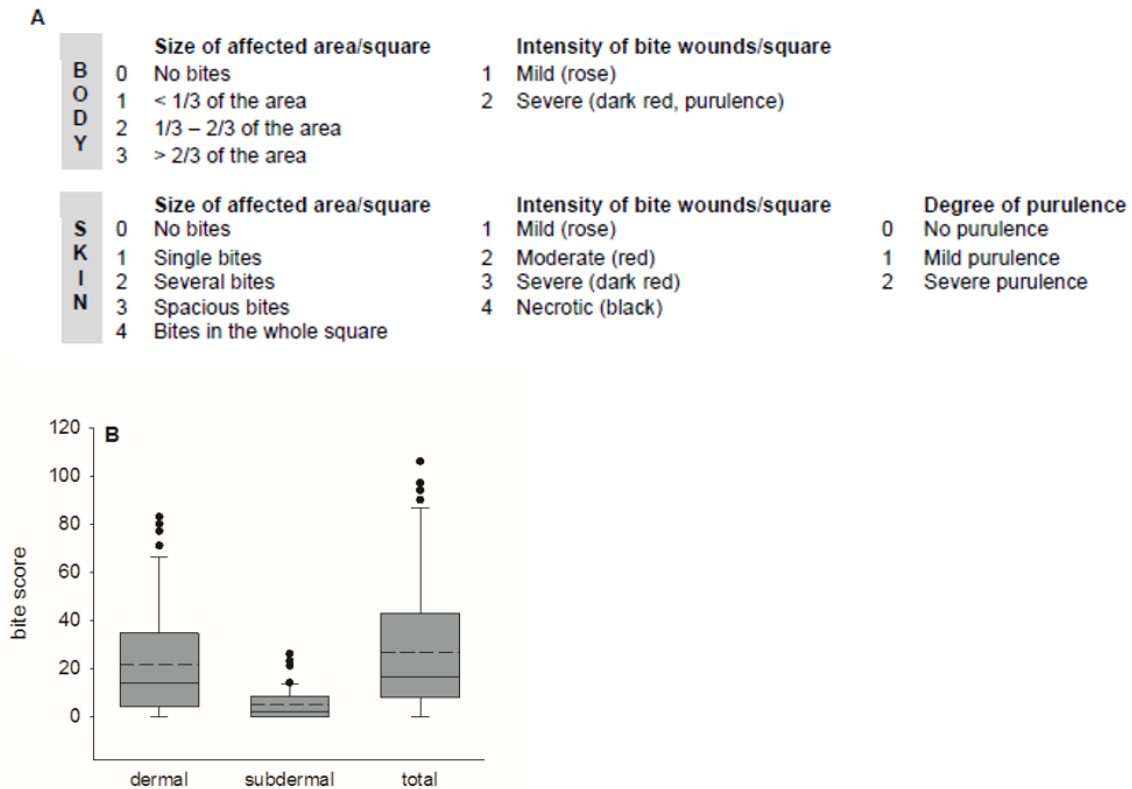 A
BODY
Size of affected area/square Intensity of bite wounds/square
0 No bites 1 Mild (rose)
1 < 1/3 of the area 2 Severe (dark red, purulence)
2 1/3 – 2/3 of the area
3 > 2/3 of the area
SKIN
Size of affected area/square Intensity of bite wounds/square Degree of purulence
0 No bites 1 Mild (rose) 0 No purulence
1 Single bites 2 Moderate (red) 1 Mild purulence
2 Several bites 3 Severe (dark red) 2 Severe purulence
3 Spacious bites 4 Necrotic (black)
4 Bites in the whole square
B
bite score
120
100
80
60
40
20
0
dermal subdermal total